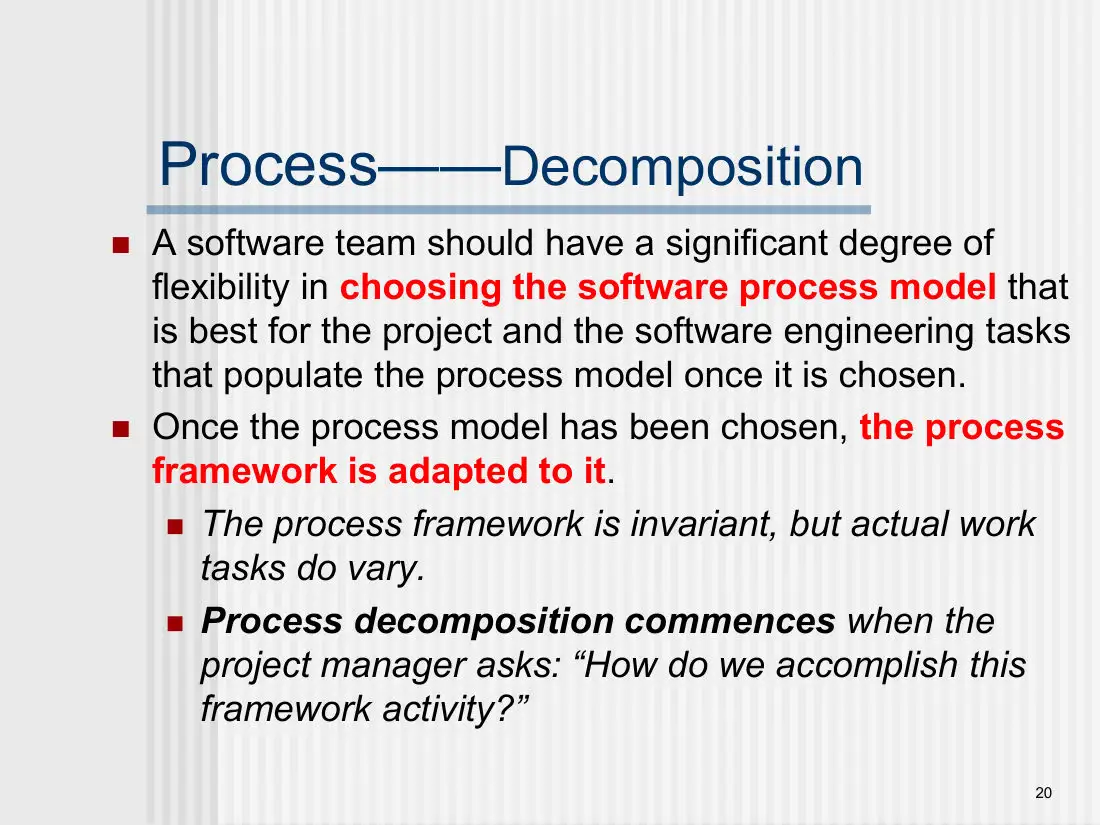 Process——Decomposition
A software team should have a significant degree of
flexibility in choosing the software process model that
is best for the project and the software engineering tasks
that populate the process model once it is chosen.
Once the process model has been chosen, the process
framework is adapted to it.
The process framework is invariant, but actual work
tasks do vary.
Process decomposition commences when the
project manager asks: “How do we accomplish this
framework activity?”
20